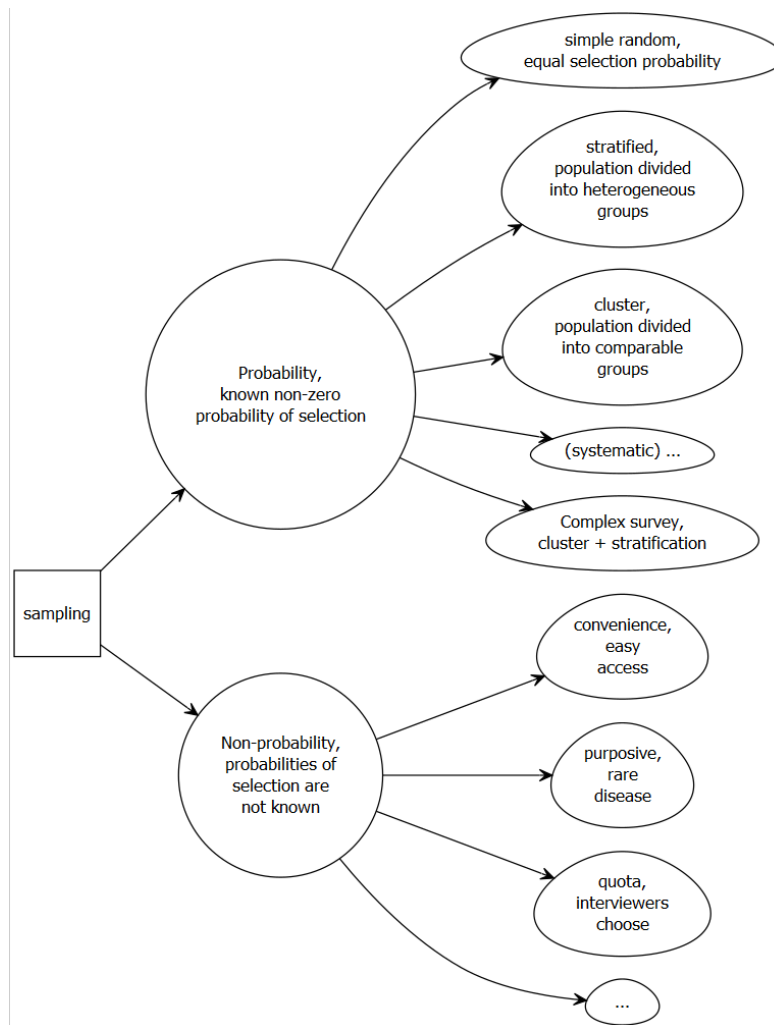 simple random,
equal selection probability
stratified,
population divided
into heterogeneous
groups
cluster,
population divided
into comparable
groups
Probability,
known non-zero
probability of selection
(systematic) ...
Complex survey,
cluster + stratification
sampling
convenience,
easy
access
Non-probability,
probabilities of
selection are
not known
purposive,
rare
disease
quota,
interviewers
choose
...